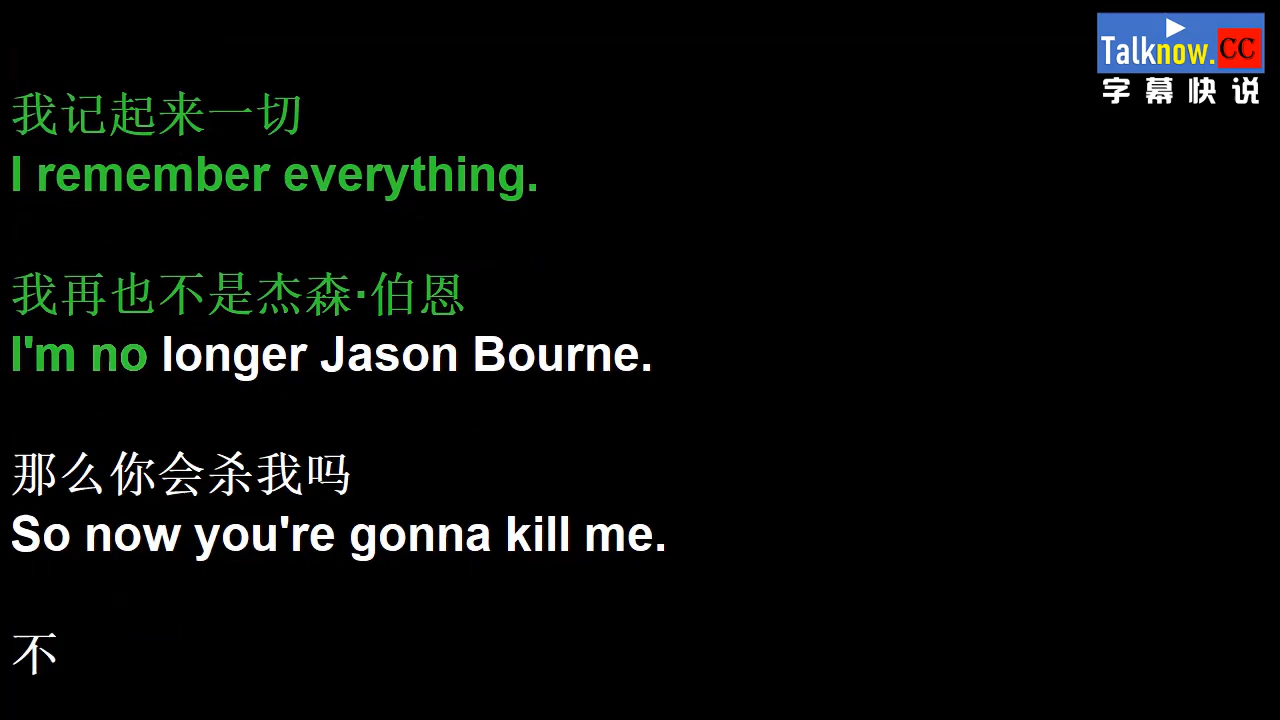 Talknow.CC
字幕快说
我记起来一切
I remember everything.
我再也不是杰森·伯恩
I'm no longer Jason Bourne.
那么你会杀我吗
So now you're gonna kill me.
不